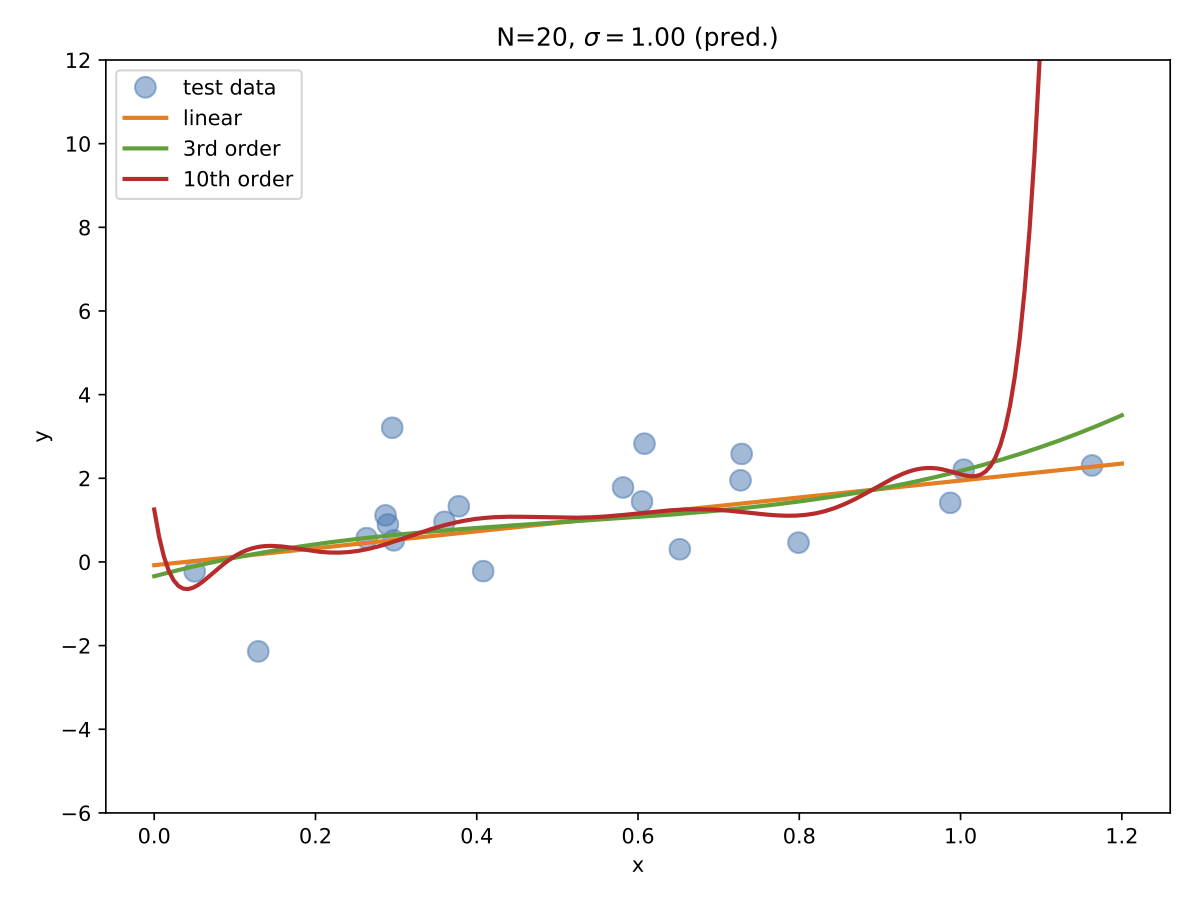 N=20, σ = 1.00 (pred.)
12
10
8
6
4
2
0
−2
−4
−6
y
test data
linear
3rd order
10th order
0.0 0.2 0.4 0.6 0.8 1.0 1.2
x